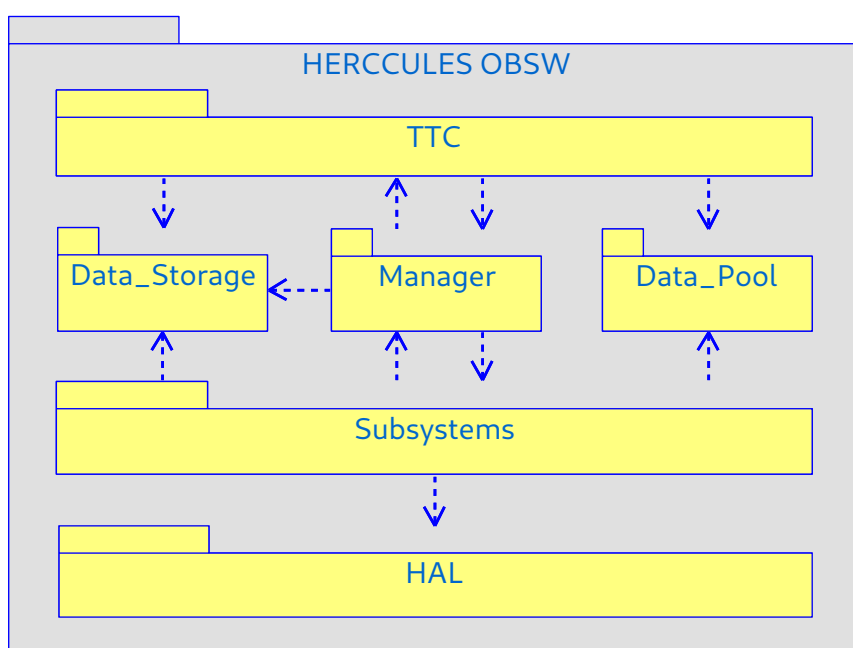 HERCCULES OBSW
TTC
Data_Storage
Manager
Data_Pool
Subsystems
HAL